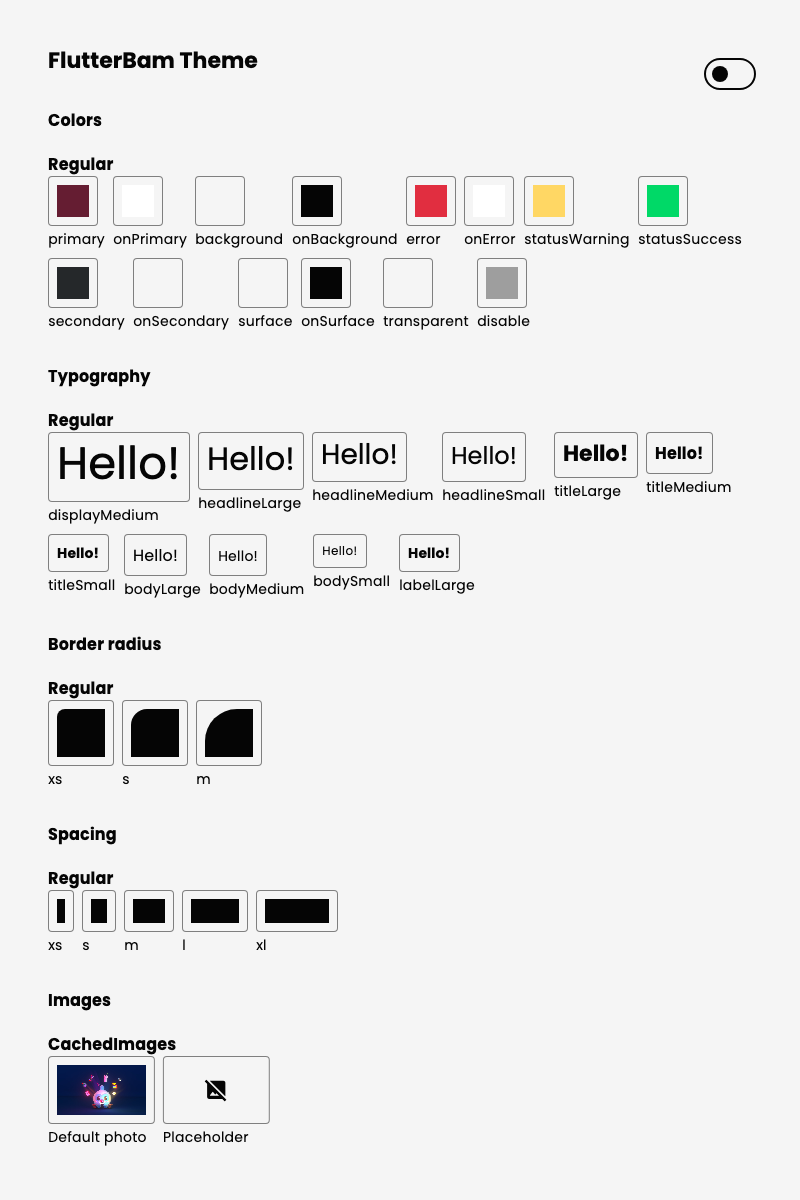 FlutterBam Theme
Colors
Regular
primary onPrimary background onBackground error onError statusWarning statusSuccess
secondary onSecondary surface onSurface transparent disable
Typography
Regular
Hello! Hello! Hello! Hello! Hello! Hello!
displayMedium headlineLarge headlineMedium headlineSmall titleLarge titleMedium
Hello! Hello! Hello! Hello! Hello!
titleSmall bodyLarge bodyMedium bodySmall labelLarge
Border radius
Regular
xs s m
Spacing
Regular
xs s m l xl
Images
CachedImages
Default photo Placeholder